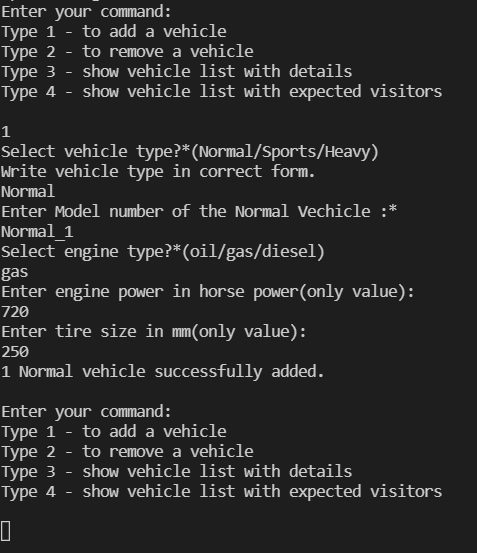 Enter your command:
Type 1 - to add a vehicle
Type 2 - to remove a vehicle
Type 3 - show vehicle list with details
Type 4 - show vehicle list with expected visitors
1
Select vehicle type?*(Normal/Sports/Heavy)
Write vehicle type in correct form.
Normal
Enter Model number of the Normal Vechicle :*
Normal_1
Select engine type?*(oil/gas/diesel)
gas
Enter engine power in horse power(only value):
720
Enter tire size in mm(only value):
250
1 Normal vehicle successfully added.
Enter your command:
Type 1 - to add a vehicle
Type 2 - to remove a vehicle
Type 3 - show vehicle list with details
Type 4 - show vehicle list with expected visitors